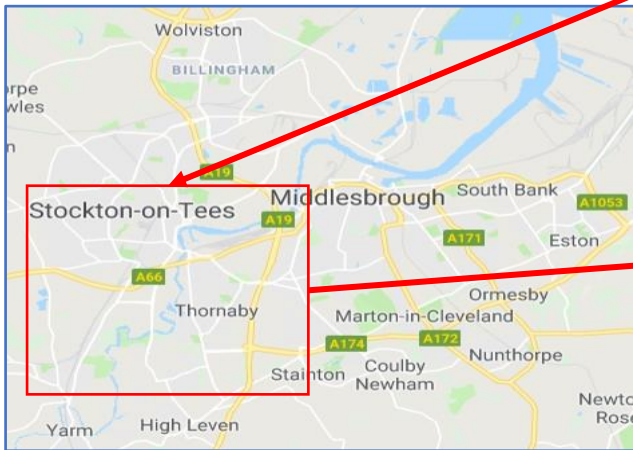 Wolviston
BILLINGHAM
rpe
wles
n
A19
Stockton-on-Tees
A19
Middlesbrough
South Bank
A1053
A171
Eston
A66
Thornaby
Ormesby
Marton-in-Cleveland
A174
A172
Nunthorpe
Stainton
Coulby
Newham
Newto
Rose
Yarm
High Leven